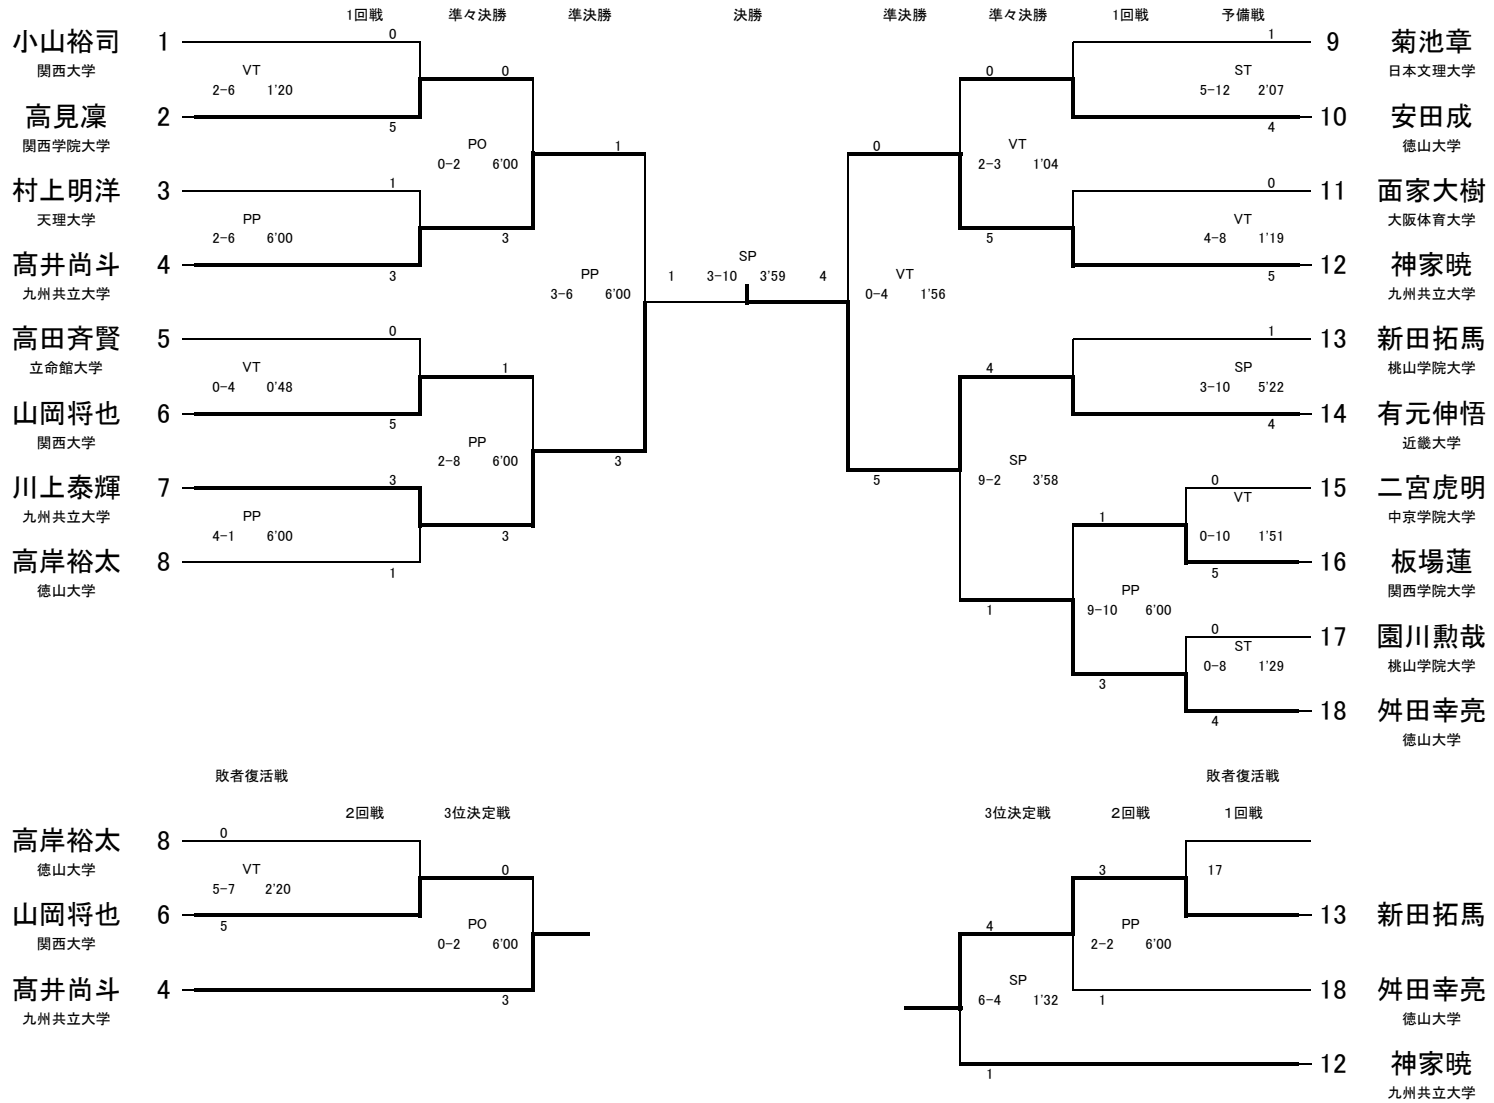 1回戦 準々決勝 準決勝 決勝 準決勝 準々決勝 1回戦 予備戦
小山裕司 1 0 1 9 菊池章
関西大学 VT 0 0 ST 日本文理大学
2-6 1'20 5-12 2'07
高見凜 2 10 安田成
関西学院大学 5 PO 1 0 VT 4 徳山大学
0-2 6'00 2-3 1'04
村上明洋 3 1 0 11 面家大樹
天理大学 PP VT 大阪体育大学
2-6 6'00 3 5 4-8 1'19
髙井尚斗 4 SP 12 神家暁
九州共立大学 3 PP 1 3-10 3'59 4 VT 5 九州共立大学
3-6 6'00 0-4 1'56
高田斉賢 5 0 1 13 新田拓馬
立命館大学 VT 1 4 SP 桃山学院大学
0-4 0'48 3-10 5'22
山岡将也 6 14 有元伸悟
関西大学 5 PP 4 近畿大学
2-8 6'00 3 SP
川上泰輝 7 3 5 9-2 3'58 0 15 二宮虎明
九州共立大学 PP 1 VT 中京学院大学
4-1 6'00 3 0-10 1'51
高岸裕太 8 16 板場蓮
徳山大学 1 5 関西学院大学
1 PP
9-10 6'00
0 17 園川勲哉
ST 桃山学院大学
3 0-8 1'29
18 舛田幸亮
4 徳山大学
敗者復活戦 敗者復活戦
2回戦 3位決定戦 3位決定戦 2回戦 1回戦
高岸裕太 8 0
徳山大学 VT 0 3 17
5-7 2'20
山岡将也 6 13 新田拓馬
関西大学 5 PO 4 PP
0-2 6'00 2-2 6'00
髙井尚斗 4 SP 18 舛田幸亮
九州共立大学 3 6-4 1'32 1 徳山大学
12 神家暁
1 九州共立大学